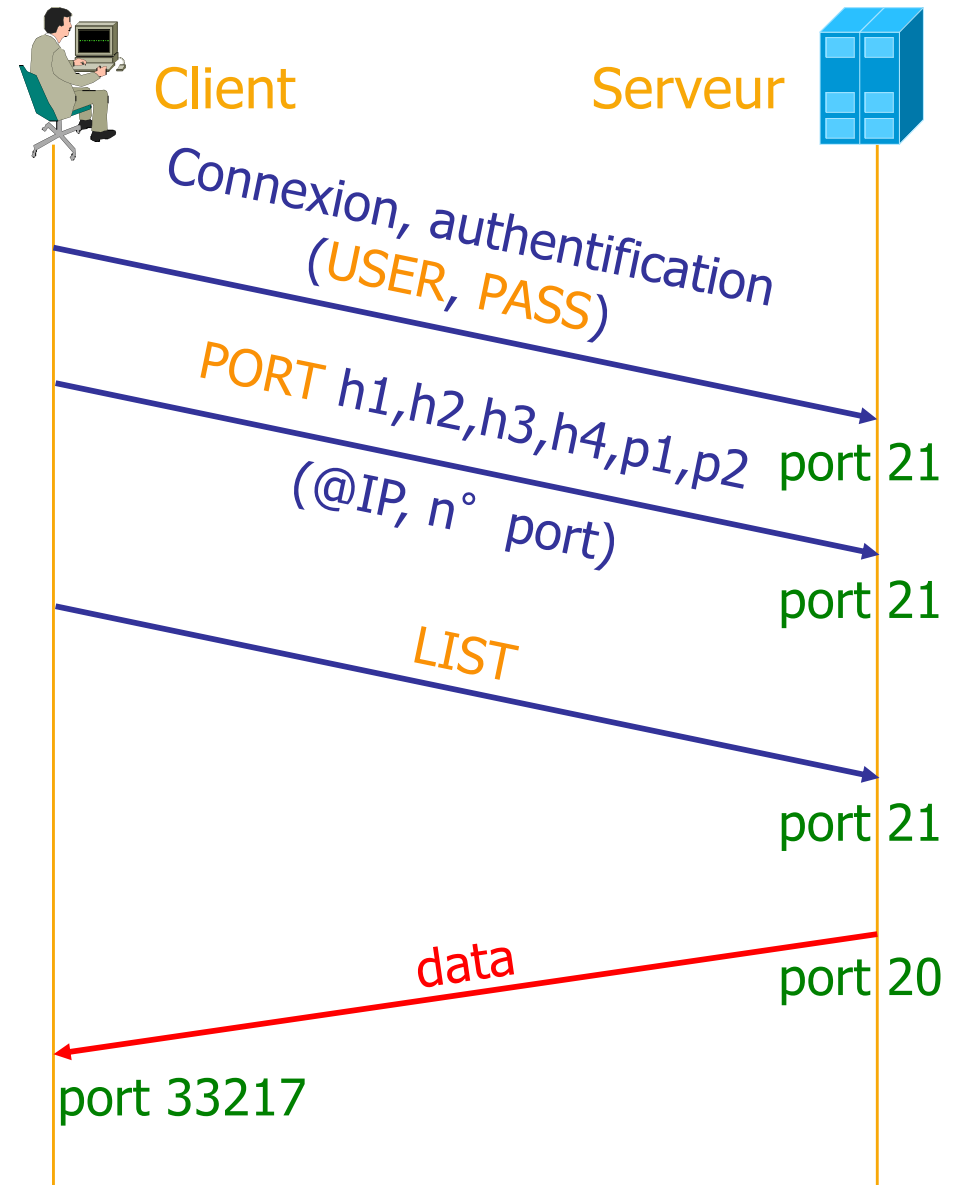 Client
Serveur
Connexion, authentification
(USER, PASS)
PORT h1,h2,h3,h4,p1,p2
port 21
(@IP, n° port)
port 21
LIST
port 21
data
port 20
port 33217